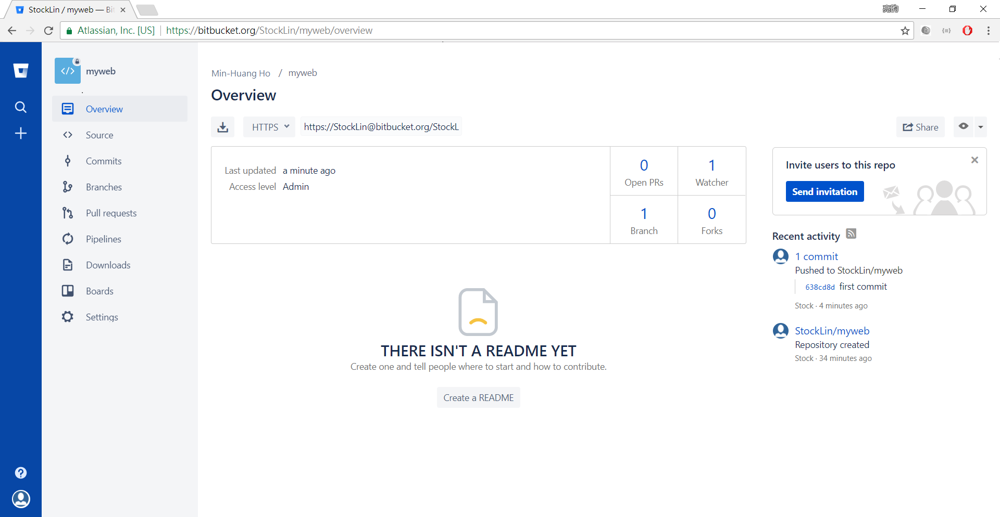 StockLin / myweb — Bit
亮昀
Atlassian, Inc. [US] https://bitbucket.org/StockLin/myweb/overview
myweb
Overview
Source
Commits
Branches
Pull requests
Pipelines
Downloads
Boards
Settings
Min-Huang Ho / myweb
Overview
HTTPS https://StockLin@bitbucket.org/StockL
Share
Last updated a minute ago
Access level Admin
0
Open PRs
1
Watcher
1
Branch
0
Forks
THERE ISN'T A README YET
Create one and tell people where to start and how to contribute.
Create a README
Invite users to this repo
Send invitation
Recent activity
1 commit
Pushed to StockLin/myweb
638cd8d first commit
Stock · 4 minutes ago
StockLin/myweb
Repository created
Stock · 34 minutes ago